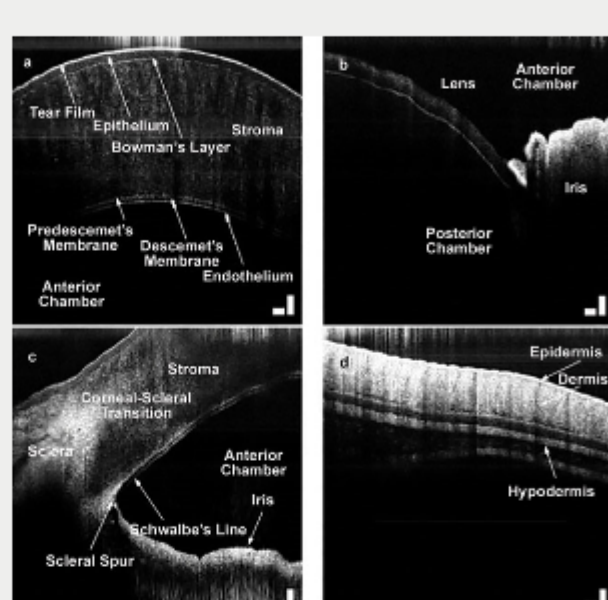 a
Tear Film
Epithelium
Bowman's Layer
Stroma
Predescemet's
Membrane
Descemet's
Membrane
Endothelium
Anterior
Chamber
b
Lens
Anterior
Chamber
Iris
Posterior
Chamber
c
Stroma
Corneal-Scleral
Transition
Sclera
Anterior
Chamber
Iris
Schwalbe's Line
Scleral Spur
d
Epidermis
Dermis
Hypodermis